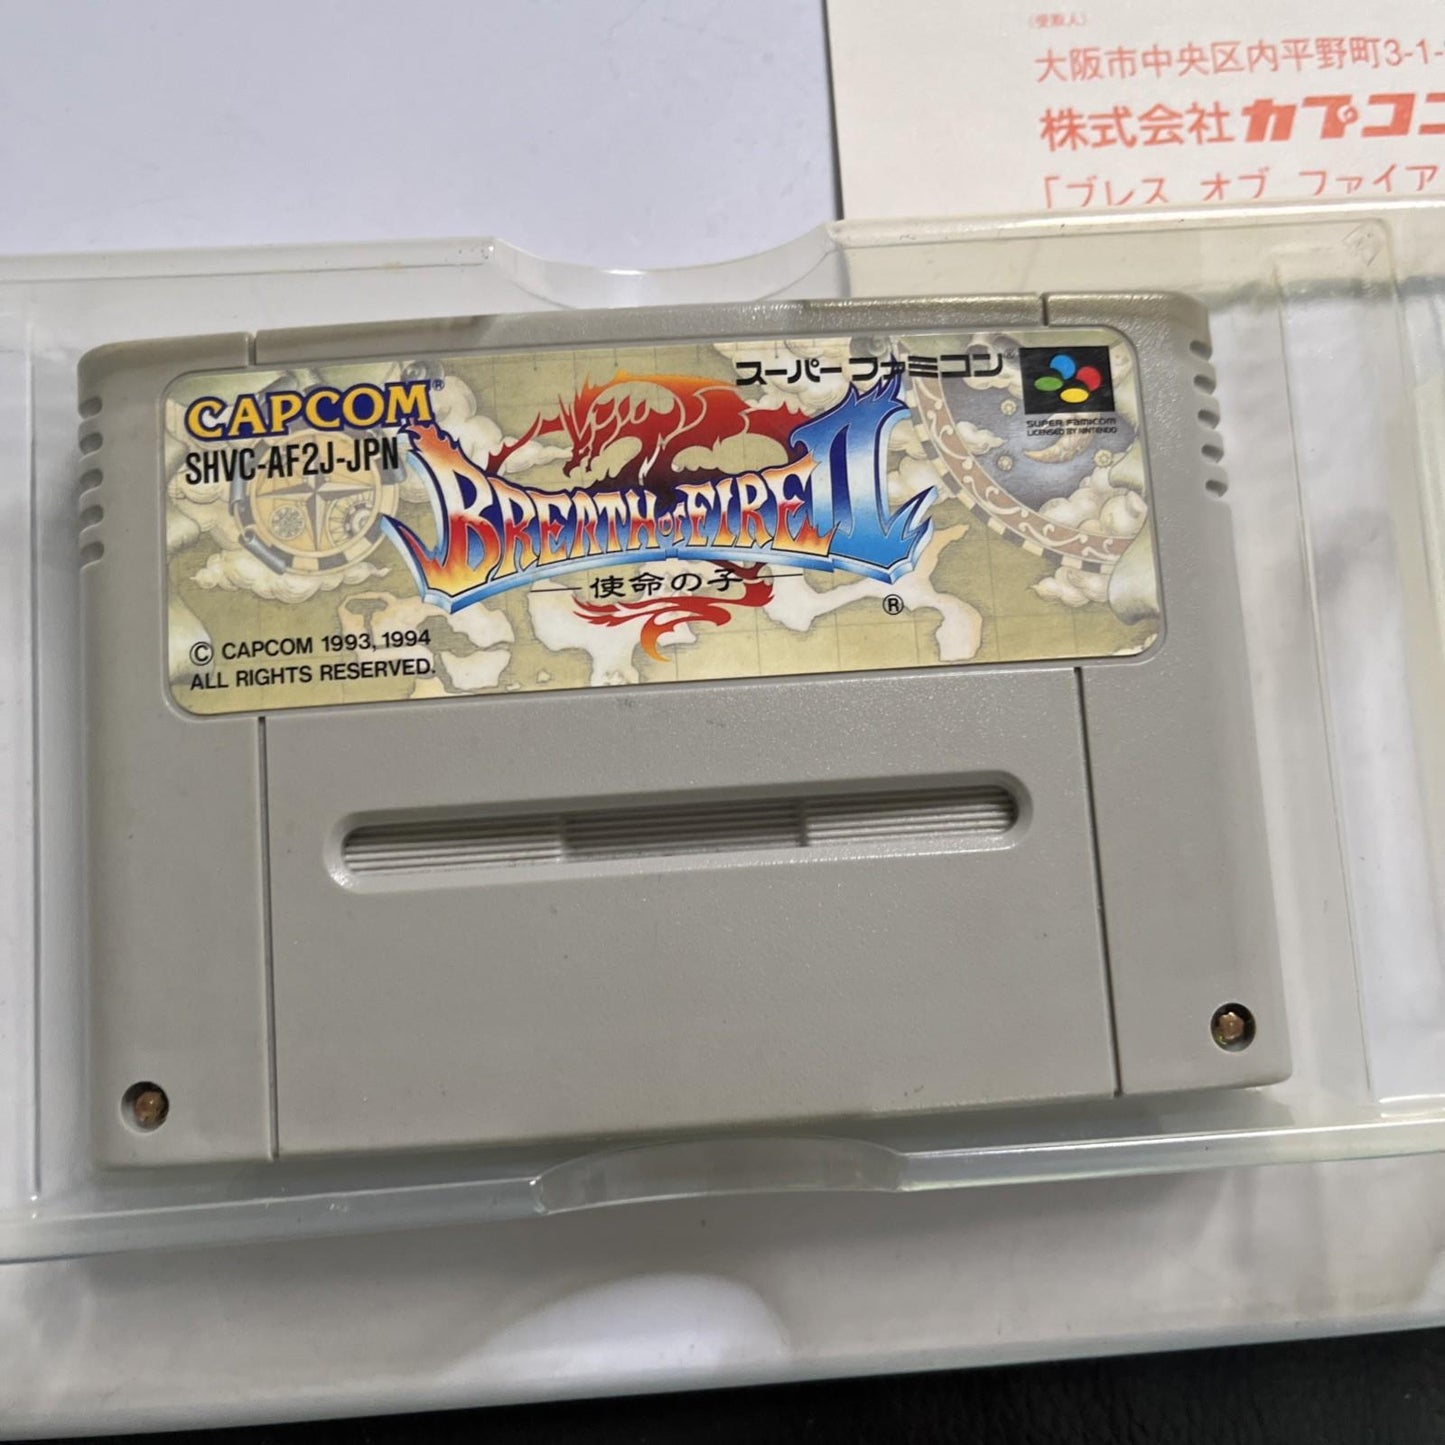 (受取人)
大阪市中央区内平野町3-1-
株式会社カプコン
「ブレス オブ ファイア
CAPCOM®
SHVC-AF2J-JPN
スーパーファミコン®
SUPER FAMICOM
LICENSED BY NINTENDO
BREATH OF FIRE II
使命の子
®
© CAPCOM 1993, 1994
ALL RIGHTS RESERVED.